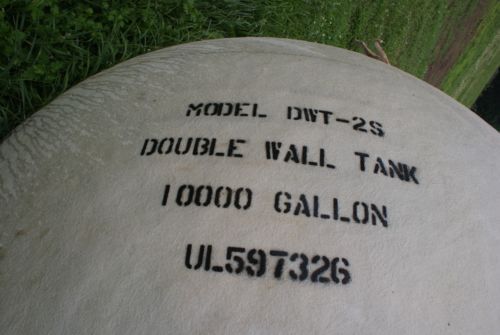 MODEL DWT-2S
DOUBLE WALL TANK
10000 GALLON
UL597326